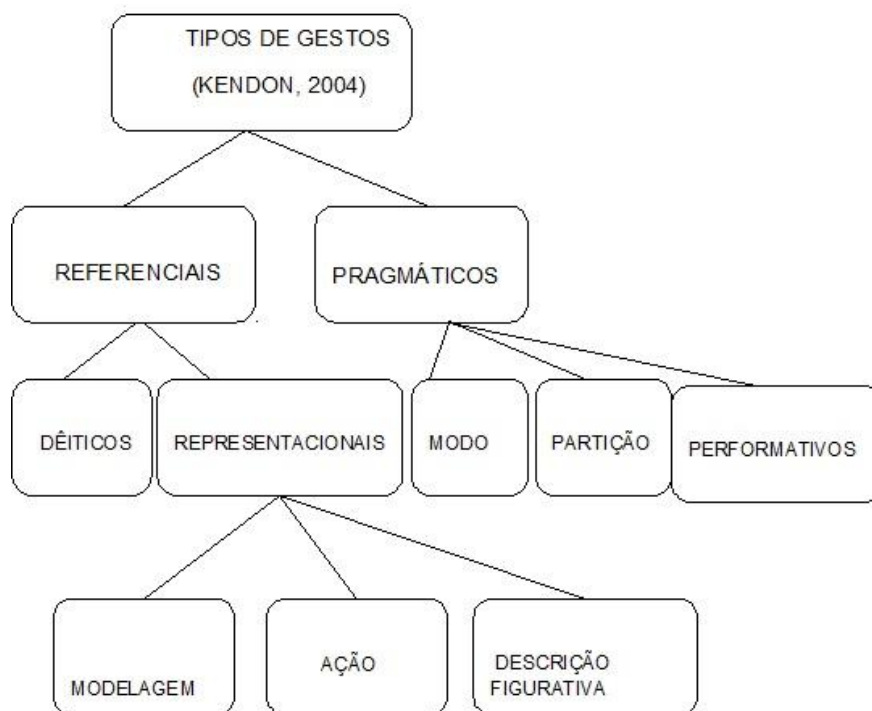 TIPOS DE GESTOS
(KENDON, 2004)
REFERENCIAIS
PRAGMÁTICOS
DÊITICOS
REPRESENTACIONAIS
MODO
PARTIÇÃO
PERFORMATIVOS
MODELAGEM
AÇÃO
DESCRIÇÃO
FIGURATIVA